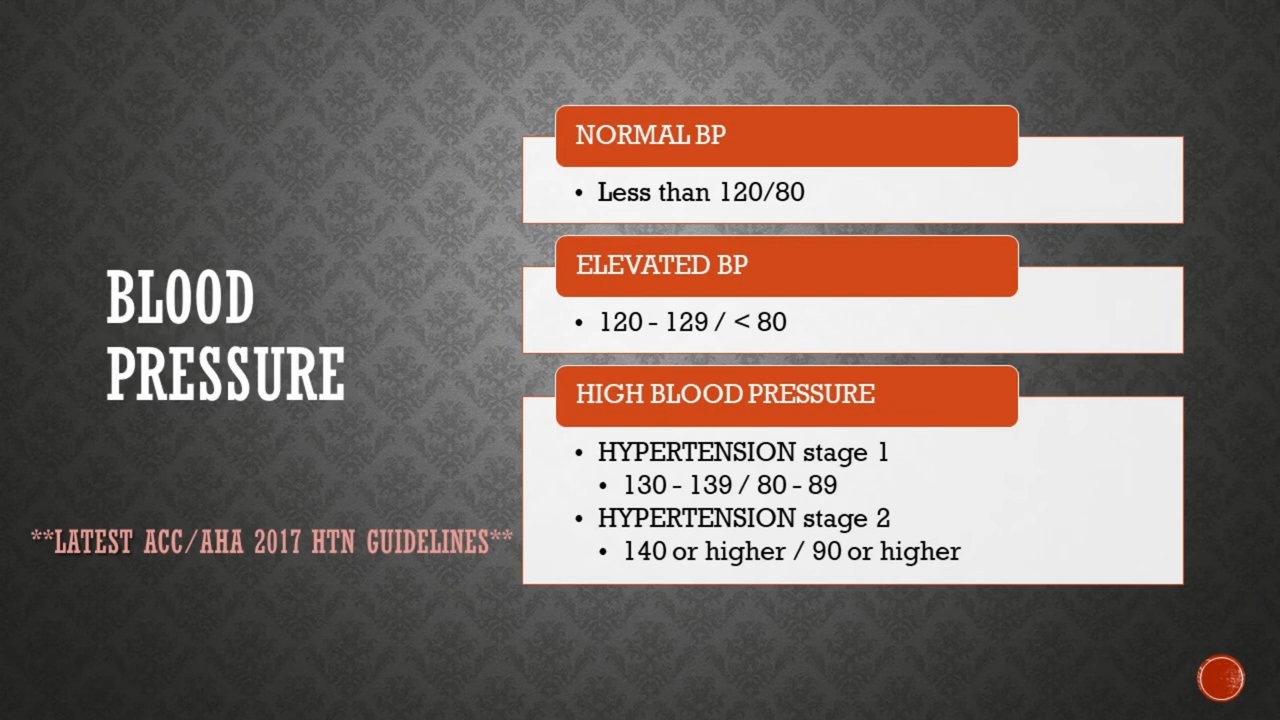 BLOOD
PRESSURE
**LATEST ACC/AHA 2017 HTN GUIDELINES**
NORMAL BP
• Less than 120/80
ELEVATED BP
• 120 - 129 / < 80
HIGH BLOOD PRESSURE
• HYPERTENSION stage 1
• 130 - 139 / 80 - 89
• HYPERTENSION stage 2
• 140 or higher / 90 or higher